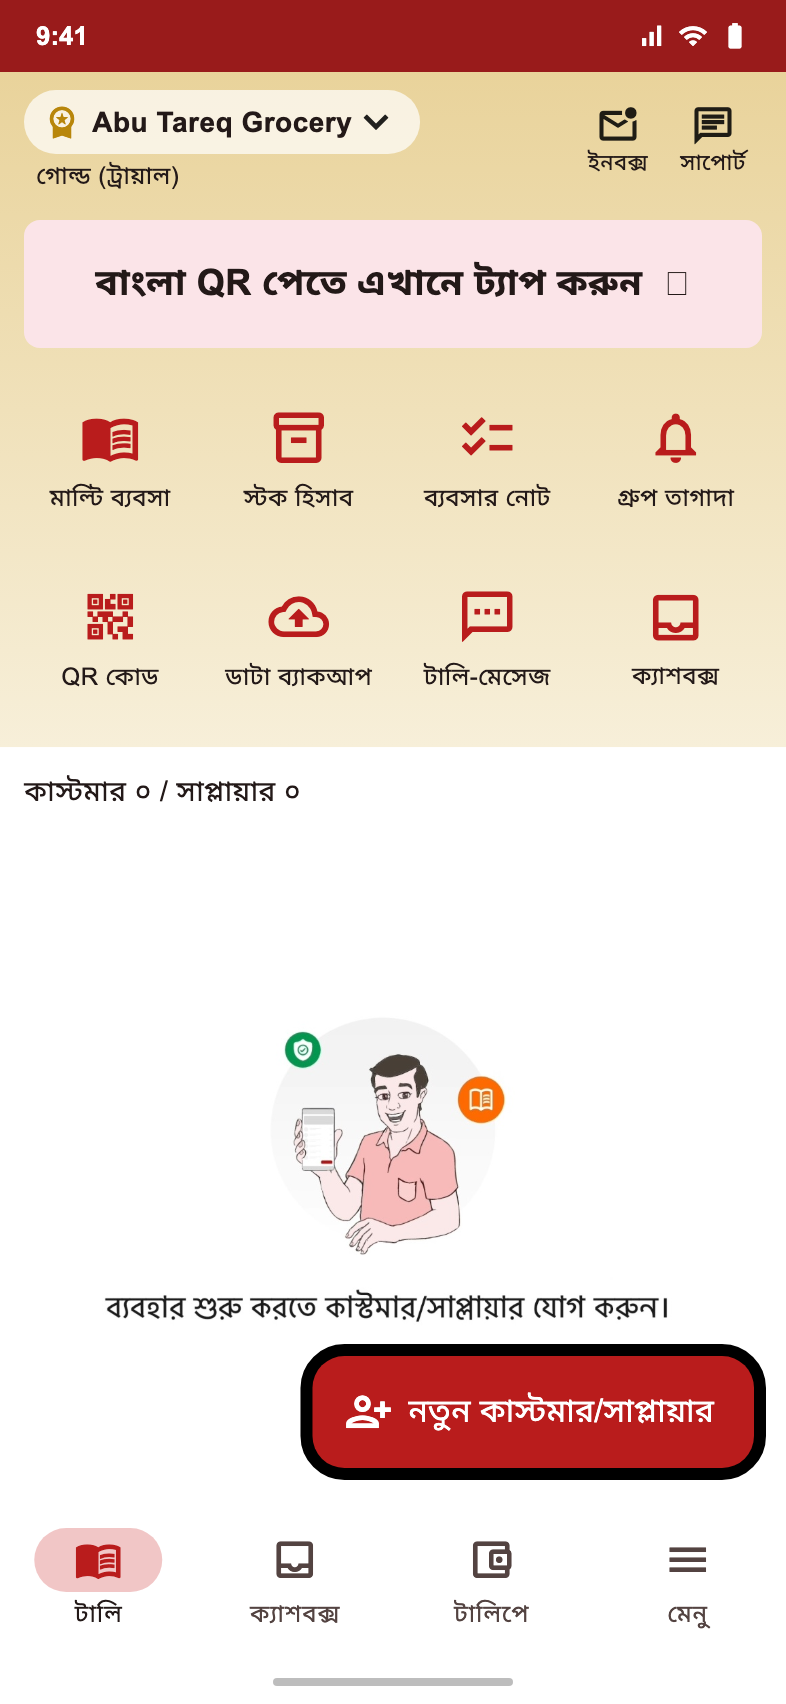 9:41
Abu Tareq Grocery
গোল্ড (ট্রায়াল)
ইনবক্স
সাপোর্ট
বাংলা QR পেতে এখানে ট্যাপ করুন
মাল্টি ব্যবসা
স্টক হিসাব
ব্যবসার নোট
গ্রুপ তাগাদা
QR কোড
ডাটা ব্যাকআপ
টালি-মেসেজ
ক্যাশবক্স
কাস্টমার ০ / সাপ্লায়ার ০
ব্যবহার শুরু করতে কাস্টমার/সাপ্লায়ার যোগ করুন।
নতুন কাস্টমার/সাপ্লায়ার
টালি
ক্যাশবক্স
টালিপে
মেনু